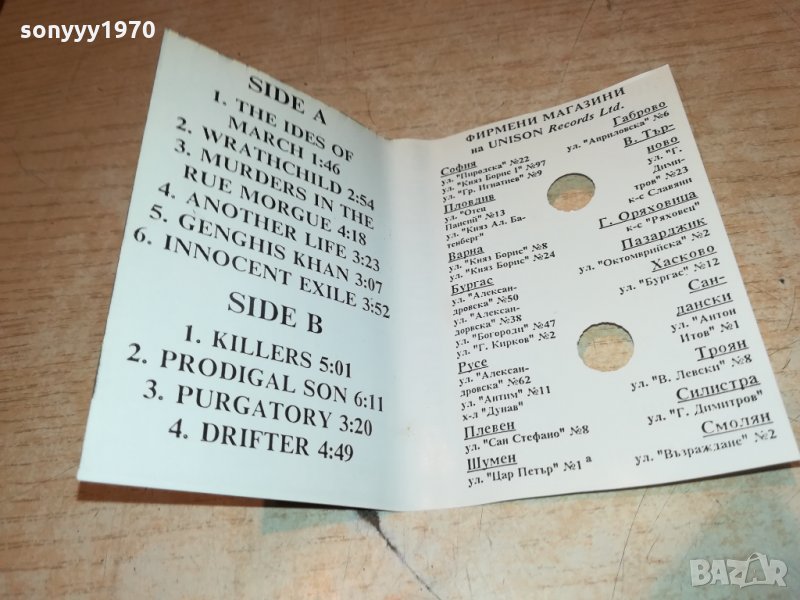 sonyyy1970
SIDE A
1. THE IDES OF
MARCH 1:46
2. WRATHCHILD 2:54
3. MURDERS IN THE
RUE MORGUE 4:18
4. ANOTHER LIFE 3:23
5. GENGHIS KHAN 3:07
6. INNOCENT EXILE 3:52
SIDE B
1. KILLERS 5:01
2. PRODIGAL SON 6:11
3. PURGATORY 3:20
4. DRIFTER 4:49
ФИРМЕНИ МАГАЗИНИ
на UNISON Records Ltd.
София
ул. "Пиродска" №22
ул. "Княз Борис I" №97
ул. "Гр. Игнатиев" №9
Пловдив
ул. "Отец
Паисий" №13
ул. "Княз Ал. Ба-
тенберг"
Варна
ул. "Княз Борис" №8
ул. "Княз Борис" №24
Бургас
ул. "Алексан-
дровска" №50
ул. "Алексан-
дорвска" №38
ул. "Богориди" №47
ул. "Г. Кирков" №2
Русе
ул. "Алексан-
дровска" №62
ул. "Антим" №11
х-л "Дунав"
Плевен
ул. "Сан Стефано" №8
Шумен
ул. "Цар Петър" №1 а
Габрово
ул. "Априловска" №6
В. Тър-
ново
ул. "Г.
Дими-
тров" №23
к-с Славяни
Г. Оряховица
к-с "Ряховец"
Пазарджик
ул. "Октомврийска" №2
Хасково
ул. "Бургас" №12
Сан-
дански
ул. "Антон
Итов" №1
Троян
ул. "В. Левски" №8
Силистра
ул. "Г. Димитров"
Смолян
ул. "Възраждане" №2
BAZAR